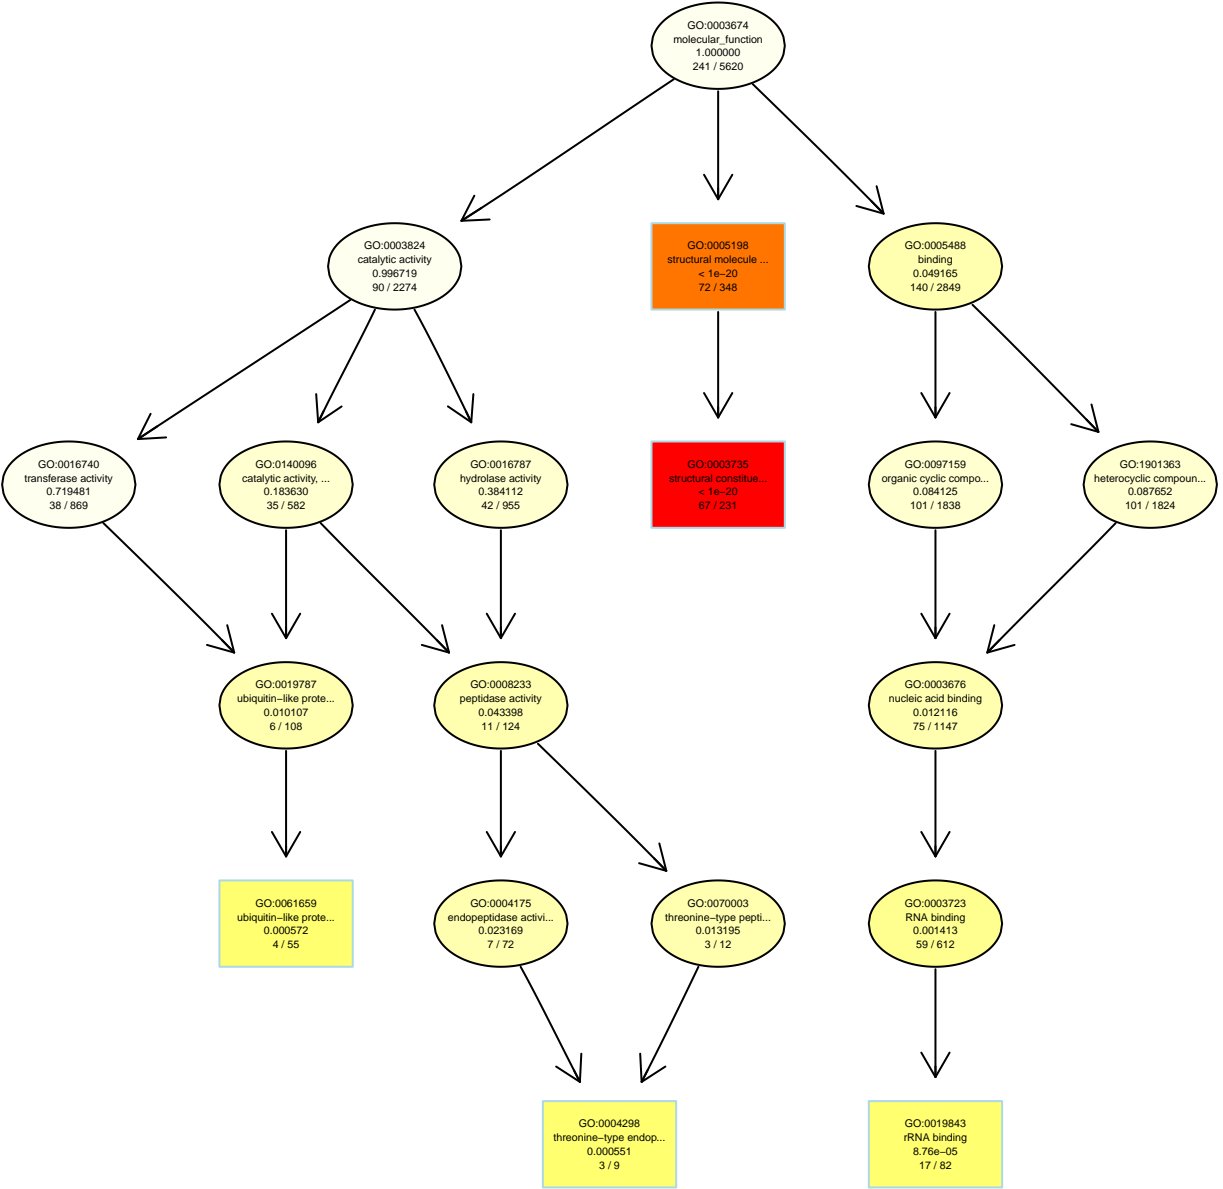 GO:0003674
molecular_function
1.000000
241 / 5620
GO:0003824
catalytic activity
0.996719
90 / 2274
GO:0005198
structural molecule ...
< 1e−20
72 / 348
GO:0005488
binding
0.049165
140 / 2849
GO:0016740
transferase activity
0.719481
38 / 869
GO:0140096
catalytic activity, ...
0.183630
35 / 582
GO:0016787
hydrolase activity
0.384112
42 / 955
GO:0003735
structural constitue...
< 1e−20
67 / 231
GO:0097159
organic cyclic compo...
0.084125
101 / 1838
GO:1901363
heterocyclic compoun...
0.087652
101 / 1824
GO:0019787
ubiquitin−like prote...
0.010107
6 / 108
GO:0008233
peptidase activity
0.043398
11 / 124
GO:0003676
nucleic acid binding
0.012116
75 / 1147
GO:0061659
ubiquitin−like prote...
0.000572
4 / 55
GO:0004175
endopeptidase activi...
0.023169
7 / 72
GO:0070003
threonine−type pepti...
0.013195
3 / 12
GO:0003723
RNA binding
0.001413
59 / 612
GO:0004298
threonine−type endop...
0.000551
3 / 9
GO:0019843
rRNA binding
8.76e−05
17 / 82